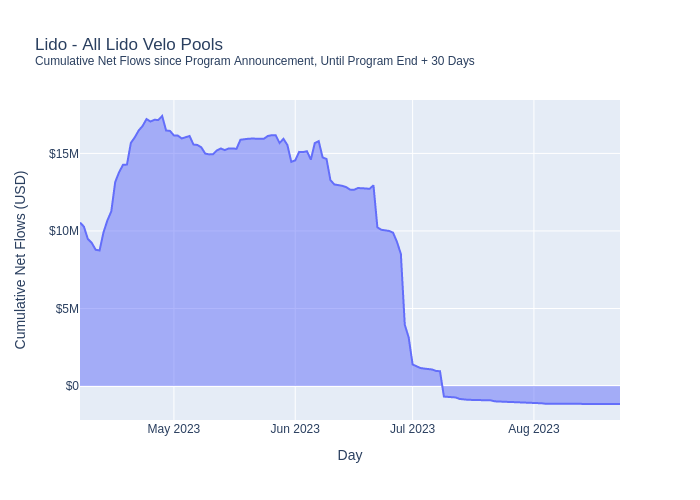 Lido - All Lido Velo Pools
Cumulative Net Flows since Program Announcement, Until Program End + 30 Days
Cumulative Net Flows (USD)
$15M
$10M
$5M
$0
May 2023
Jun 2023
Jul 2023
Aug 2023
Day